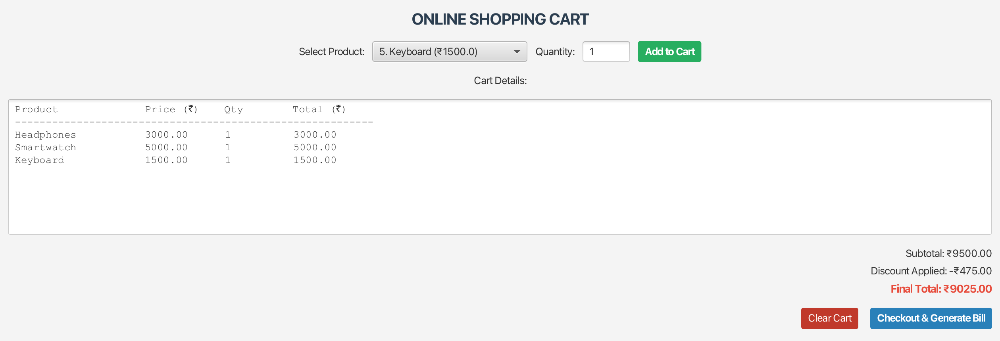 ONLINE SHOPPING CART
Select Product: 5. Keyboard (₹1500.0) Quantity: 1 Add to Cart
Cart Details:
Product Price (₹) Qty Total (₹)
----------------------------------------------------------
Headphones 3000.00 1 3000.00
Smartwatch 5000.00 1 5000.00
Keyboard 1500.00 1 1500.00
Subtotal: ₹9500.00
Discount Applied: -₹475.00
Final Total: ₹9025.00
Clear Cart Checkout & Generate Bill